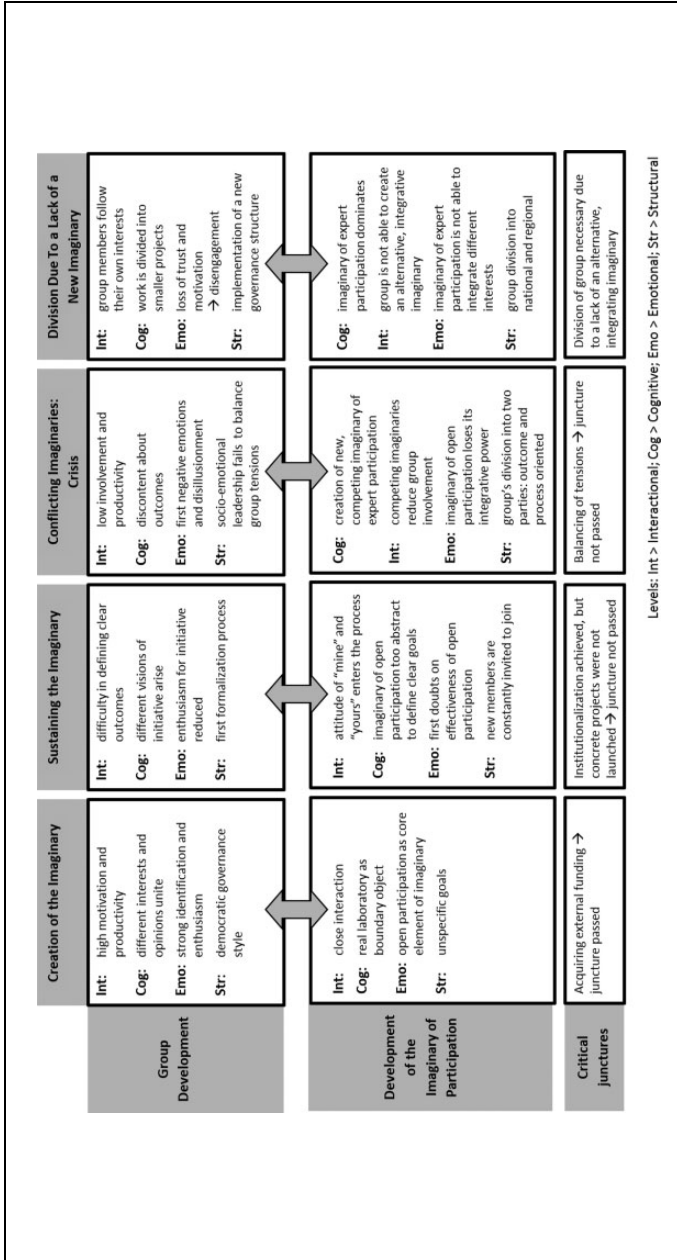 Creation of the Imaginary
Sustaining the Imaginary
Conflicting Imaginaries:
Crisis
Division Due To a Lack of a
New Imaginary
Group
Development
Int: high motivation and
productivity
Cog: different interests and
opinions unite
Emo: strong identification and
enthusiasm
Str: democratic governance
style
Int: difficulty in defining clear
outcomes
Cog: different visions of
initiative arise
Emo: enthusiasm for initiative
reduced
Str: first formalization process
Int: low involvement and
productivity
Cog: discontent about
outcomes
Emo: first negative emotions
and disillusionment
Str: socio-emotional
leadership fails to balance
group tensions
Int: group members follow
their own interests
Cog: work is divided into
smaller projects
Emo: loss of trust and
motivation
→ disengagement
Str: implementation of a new
governance structure
Development
of the
Imaginary of
Participation
Int: close interaction
Cog: real laboratory as
boundary object
Emo: open participation as core
element of imaginary
Str: unspecific goals
Int: attitude of “mine” and
“yours” enters the process
Cog: imaginary of open
participation too abstract
to define clear goals
Emo: first doubts on
effectiveness of open
participation
Str: new members are
constantly invited to join
Cog: creation of new,
competing imaginary of
expert participation
Int: competing imaginaries
reduce group
involvement
Emo: imaginary of open
participation loses its
integrative power
Str: group’s division into two
parties: outcome and
process oriented
Cog: imaginary of expert
participation dominates
Int: group is not able to create
an alternative, integrative
imaginary
Emo: imaginary of expert
participation is not able to
integrate different
interests
Str: group division into
national and regional
Critical
junctures
Acquiring external funding →
juncture passed
Institutionalization achieved, but
concrete projects were not
launched → juncture not passed
Balancing of tensions → juncture
not passed
Division of group necessary due
to a lack of an alternative,
integrating imaginary
Levels: Int > Interactional; Cog > Cognitive; Emo > Emotional; Str > Structural